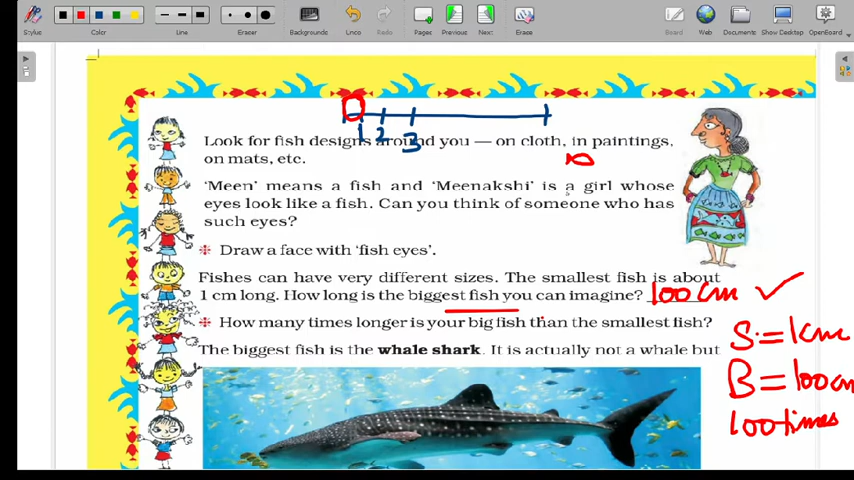 Stylus
Color
Line
Eraser
Backgrounds
Undo
Redo
Pages
Previous
Next
Erase
Board
Web
Documents
Show Desktop
OpenBoard
1 2 3
Look for fish designs around you — on cloth, in paintings,
on mats, etc.
‘Meen’ means a fish and ‘Meenakshi’ is a girl whose
eyes look like a fish. Can you think of someone who has
such eyes?
Draw a face with ‘fish eyes’.
Fishes can have very different sizes. The smallest fish is about
1 cm long. How long is the biggest fish you can imagine? 100 cm
How many times longer is your big fish than the smallest fish?
S = 1cm
The biggest fish is the whale shark. It is actually not a whale but
B = 100cm
100times